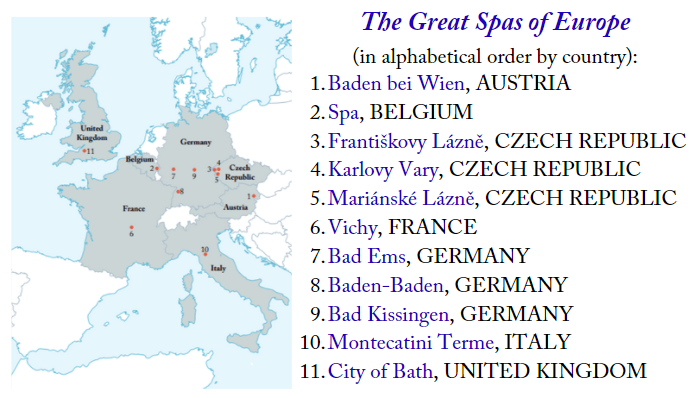 The Great Spas of Europe
(in alphabetical order by country):
1. Baden bei Wien, AUSTRIA
2. Spa, BELGIUM
3. Františkovy Lázně, CZECH REPUBLIC
4. Karlovy Vary, CZECH REPUBLIC
5. Mariánské Lázně, CZECH REPUBLIC
6. Vichy, FRANCE
7. Bad Ems, GERMANY
8. Baden-Baden, GERMANY
9. Bad Kissingen, GERMANY
10. Montecatini Terme, ITALY
11. City of Bath, UNITED KINGDOM
United
Kingdom
11
Germany
Belgium
2
7
9
3
4
5
Czech
Republic
8
1
Austria
France
6
10
Italy